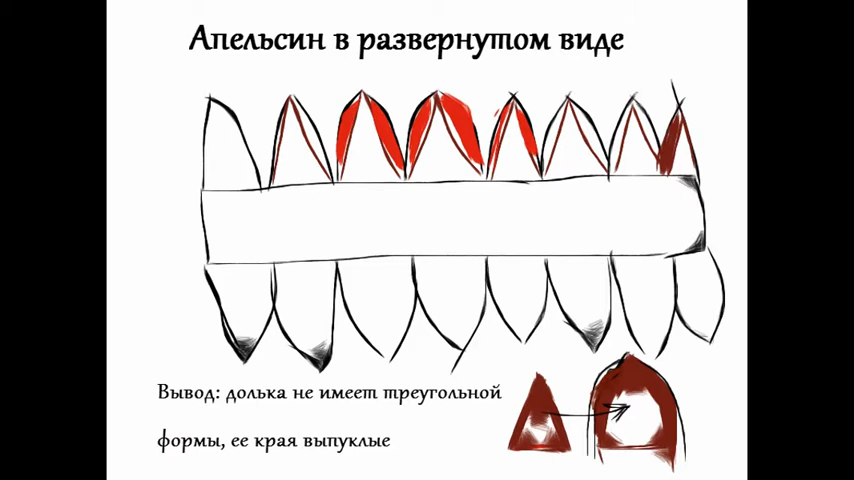 Апельсин в развернутом виде
Вывод: долька не имеет треугольной
формы, ее края выпуклые